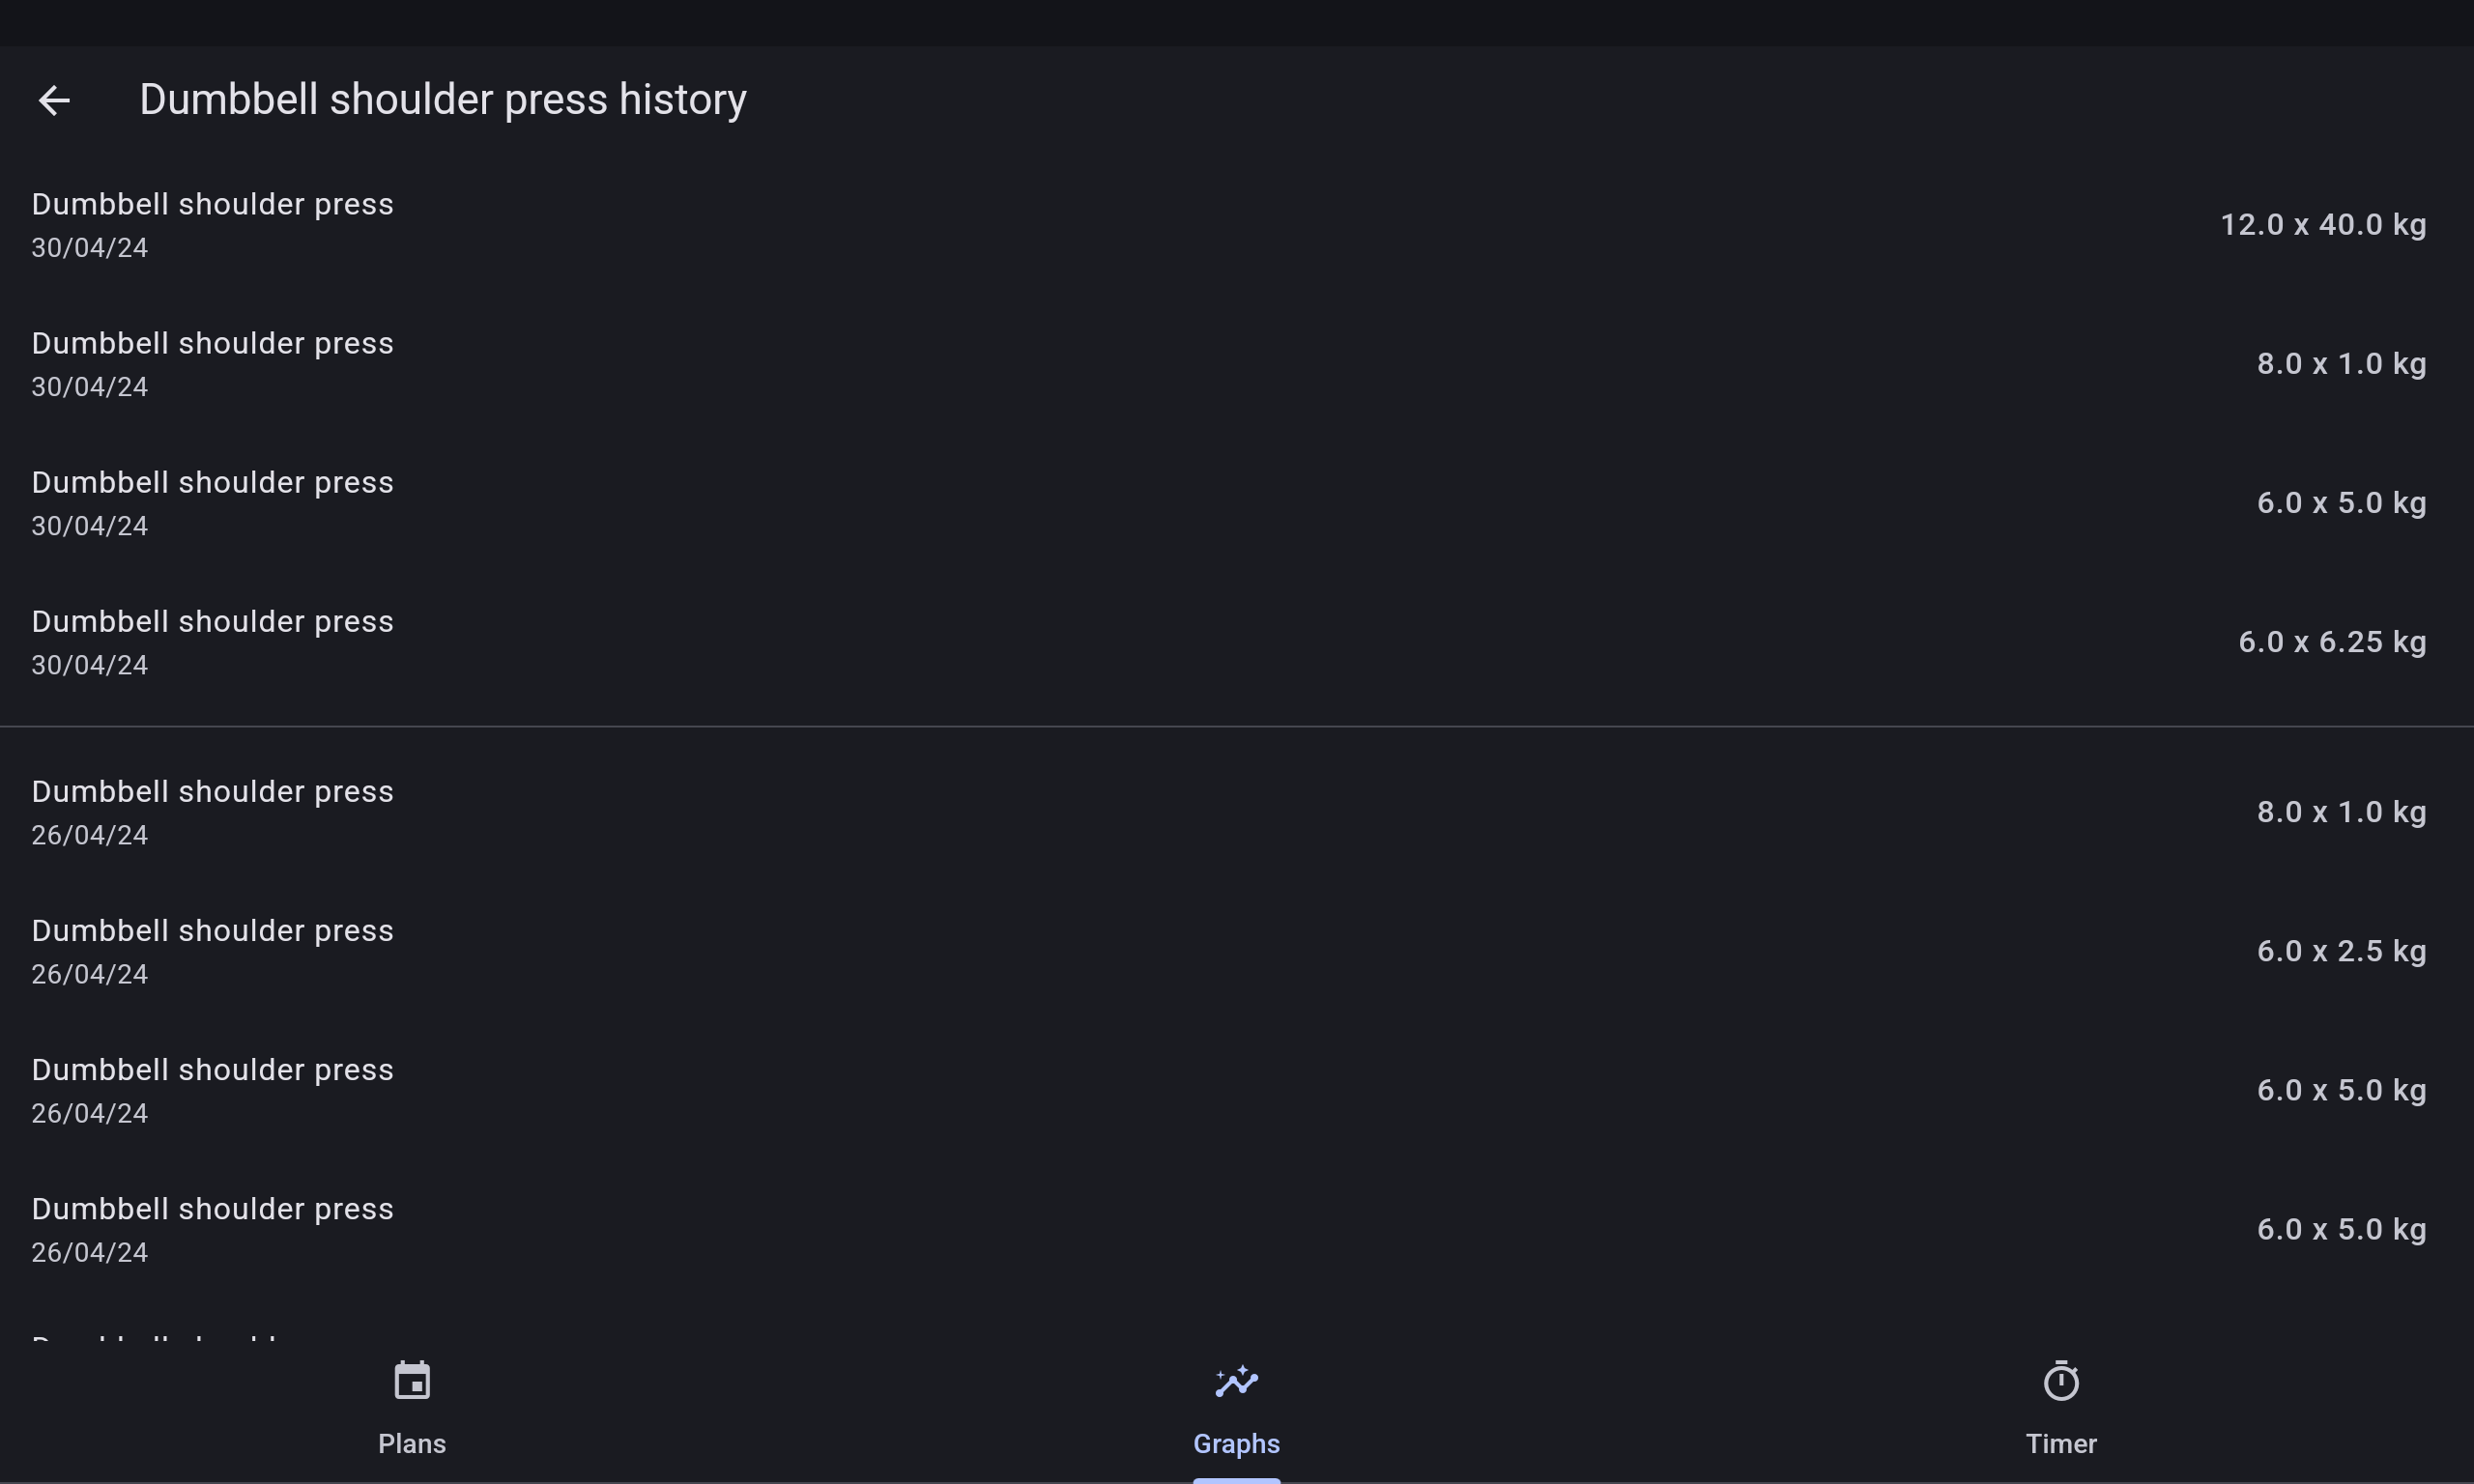 Dumbbell shoulder press history
Dumbbell shoulder press
30/04/24
12.0 x 40.0 kg
Dumbbell shoulder press
30/04/24
8.0 x 1.0 kg
Dumbbell shoulder press
30/04/24
6.0 x 5.0 kg
Dumbbell shoulder press
30/04/24
6.0 x 6.25 kg
Dumbbell shoulder press
26/04/24
8.0 x 1.0 kg
Dumbbell shoulder press
26/04/24
6.0 x 2.5 kg
Dumbbell shoulder press
26/04/24
6.0 x 5.0 kg
Dumbbell shoulder press
26/04/24
6.0 x 5.0 kg
Plans
Graphs
Timer